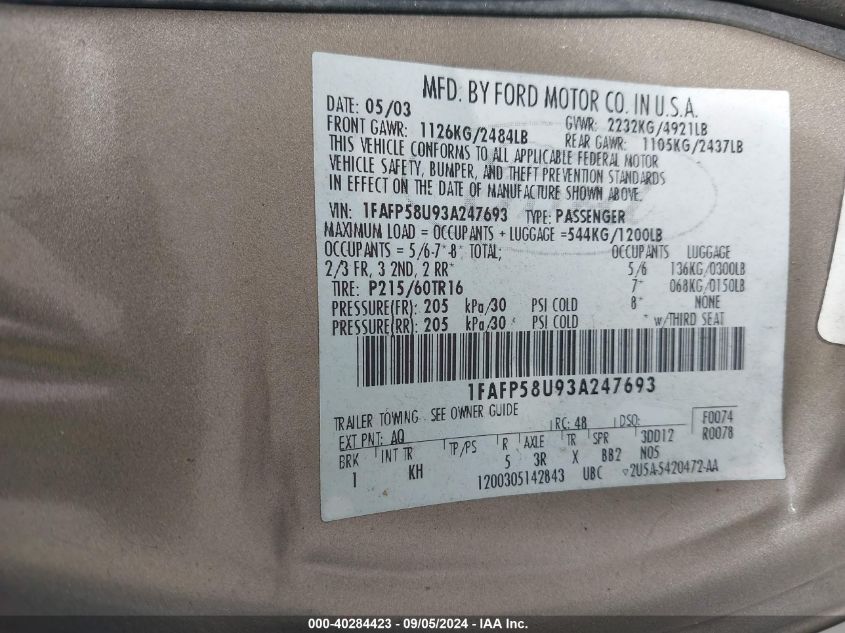 MFD. BY FORD MOTOR CO. IN U.S.A.
DATE: 05/03 GVWR: 2232KG/4921LB
FRONT GAWR: 1126KG/2484LB REAR GAWR: 1105KG/2437LB
THIS VEHICLE CONFORMS TO ALL APPLICABLE FEDERAL MOTOR
VEHICLE SAFETY, BUMPER, AND THEFT PREVENTION STANDARDS
IN EFFECT ON THE DATE OF MANUFACTURE SHOWN ABOVE.
VIN: 1FAFP58U93A247693 TYPE: PASSENGER
MAXIMUM LOAD = OCCUPANTS + LUGGAGE =544KG/1200LB
OCCUPANTS = 5/6-7*-8* TOTAL; OCCUPANTS LUGGAGE
2/3 FR, 3 2ND, 2 RR* 5/6 136KG/0300LB
TIRE: P215/60TR16 7* 068KG/0150LB
PRESSURE(FR): 205 kPa/30 PSI COLD 8* NONE
PRESSURE(RR): 205 kPa/30 PSI COLD * w/THIRD SEAT
1FAFP58U93A247693
TRAILER TOWING - SEE OWNER GUIDE
EXT PNT: AQ RC: 48 DSO: F0074
BRK INT TR TP/PS R AXLE TR SPR 3DD12 R0078
1 KH 5 3R X BB2 N05
1200305142843 UBC 2U5A-5420472-AA
000-40284423 - 09/05/2024 - IAA Inc.